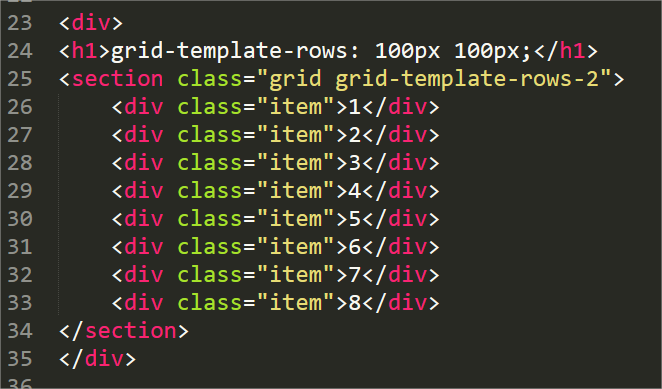 23 <div>
24 <h1>grid-template-rows: 100px 100px;</h1>
25 <section class="grid grid-template-rows-2">
26     <div class="item">1</div>
27     <div class="item">2</div>
28     <div class="item">3</div>
29     <div class="item">4</div>
30     <div class="item">5</div>
31     <div class="item">6</div>
32     <div class="item">7</div>
33     <div class="item">8</div>
34 </section>
35 </div>
36